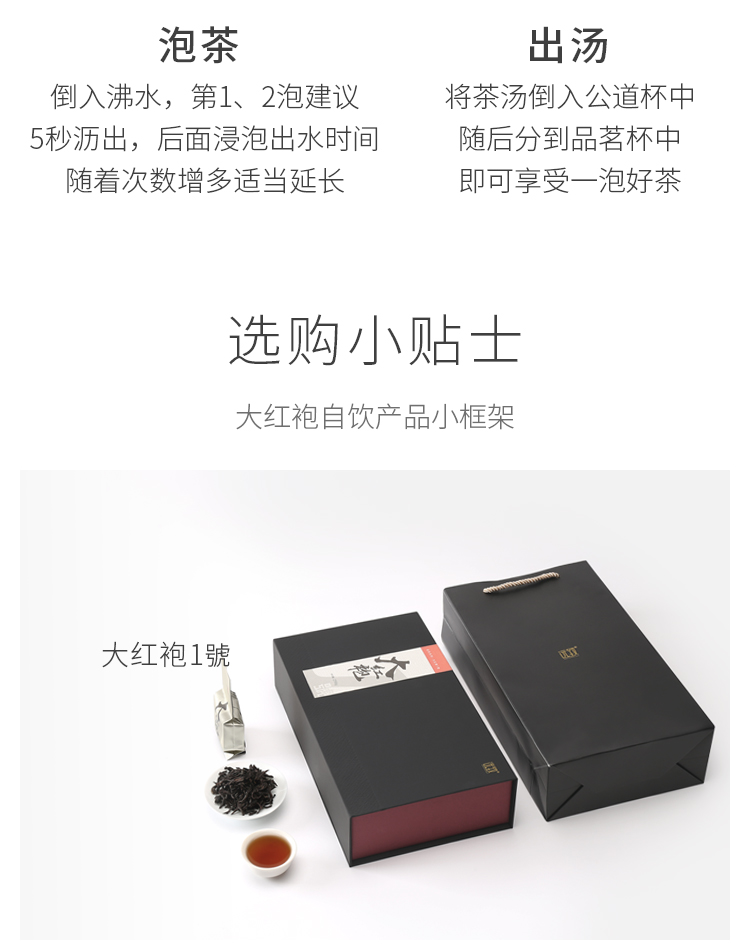 泡茶
倒入沸水，第1、2泡建议
5秒沥出，后面浸泡出水时间
随着次数增多适当延长
出汤
将茶汤倒入公道杯中
随后分到品茗杯中
即可享受一泡好茶
选购小贴士
大红袍自饮产品小框架
大红袍1號
大红袍